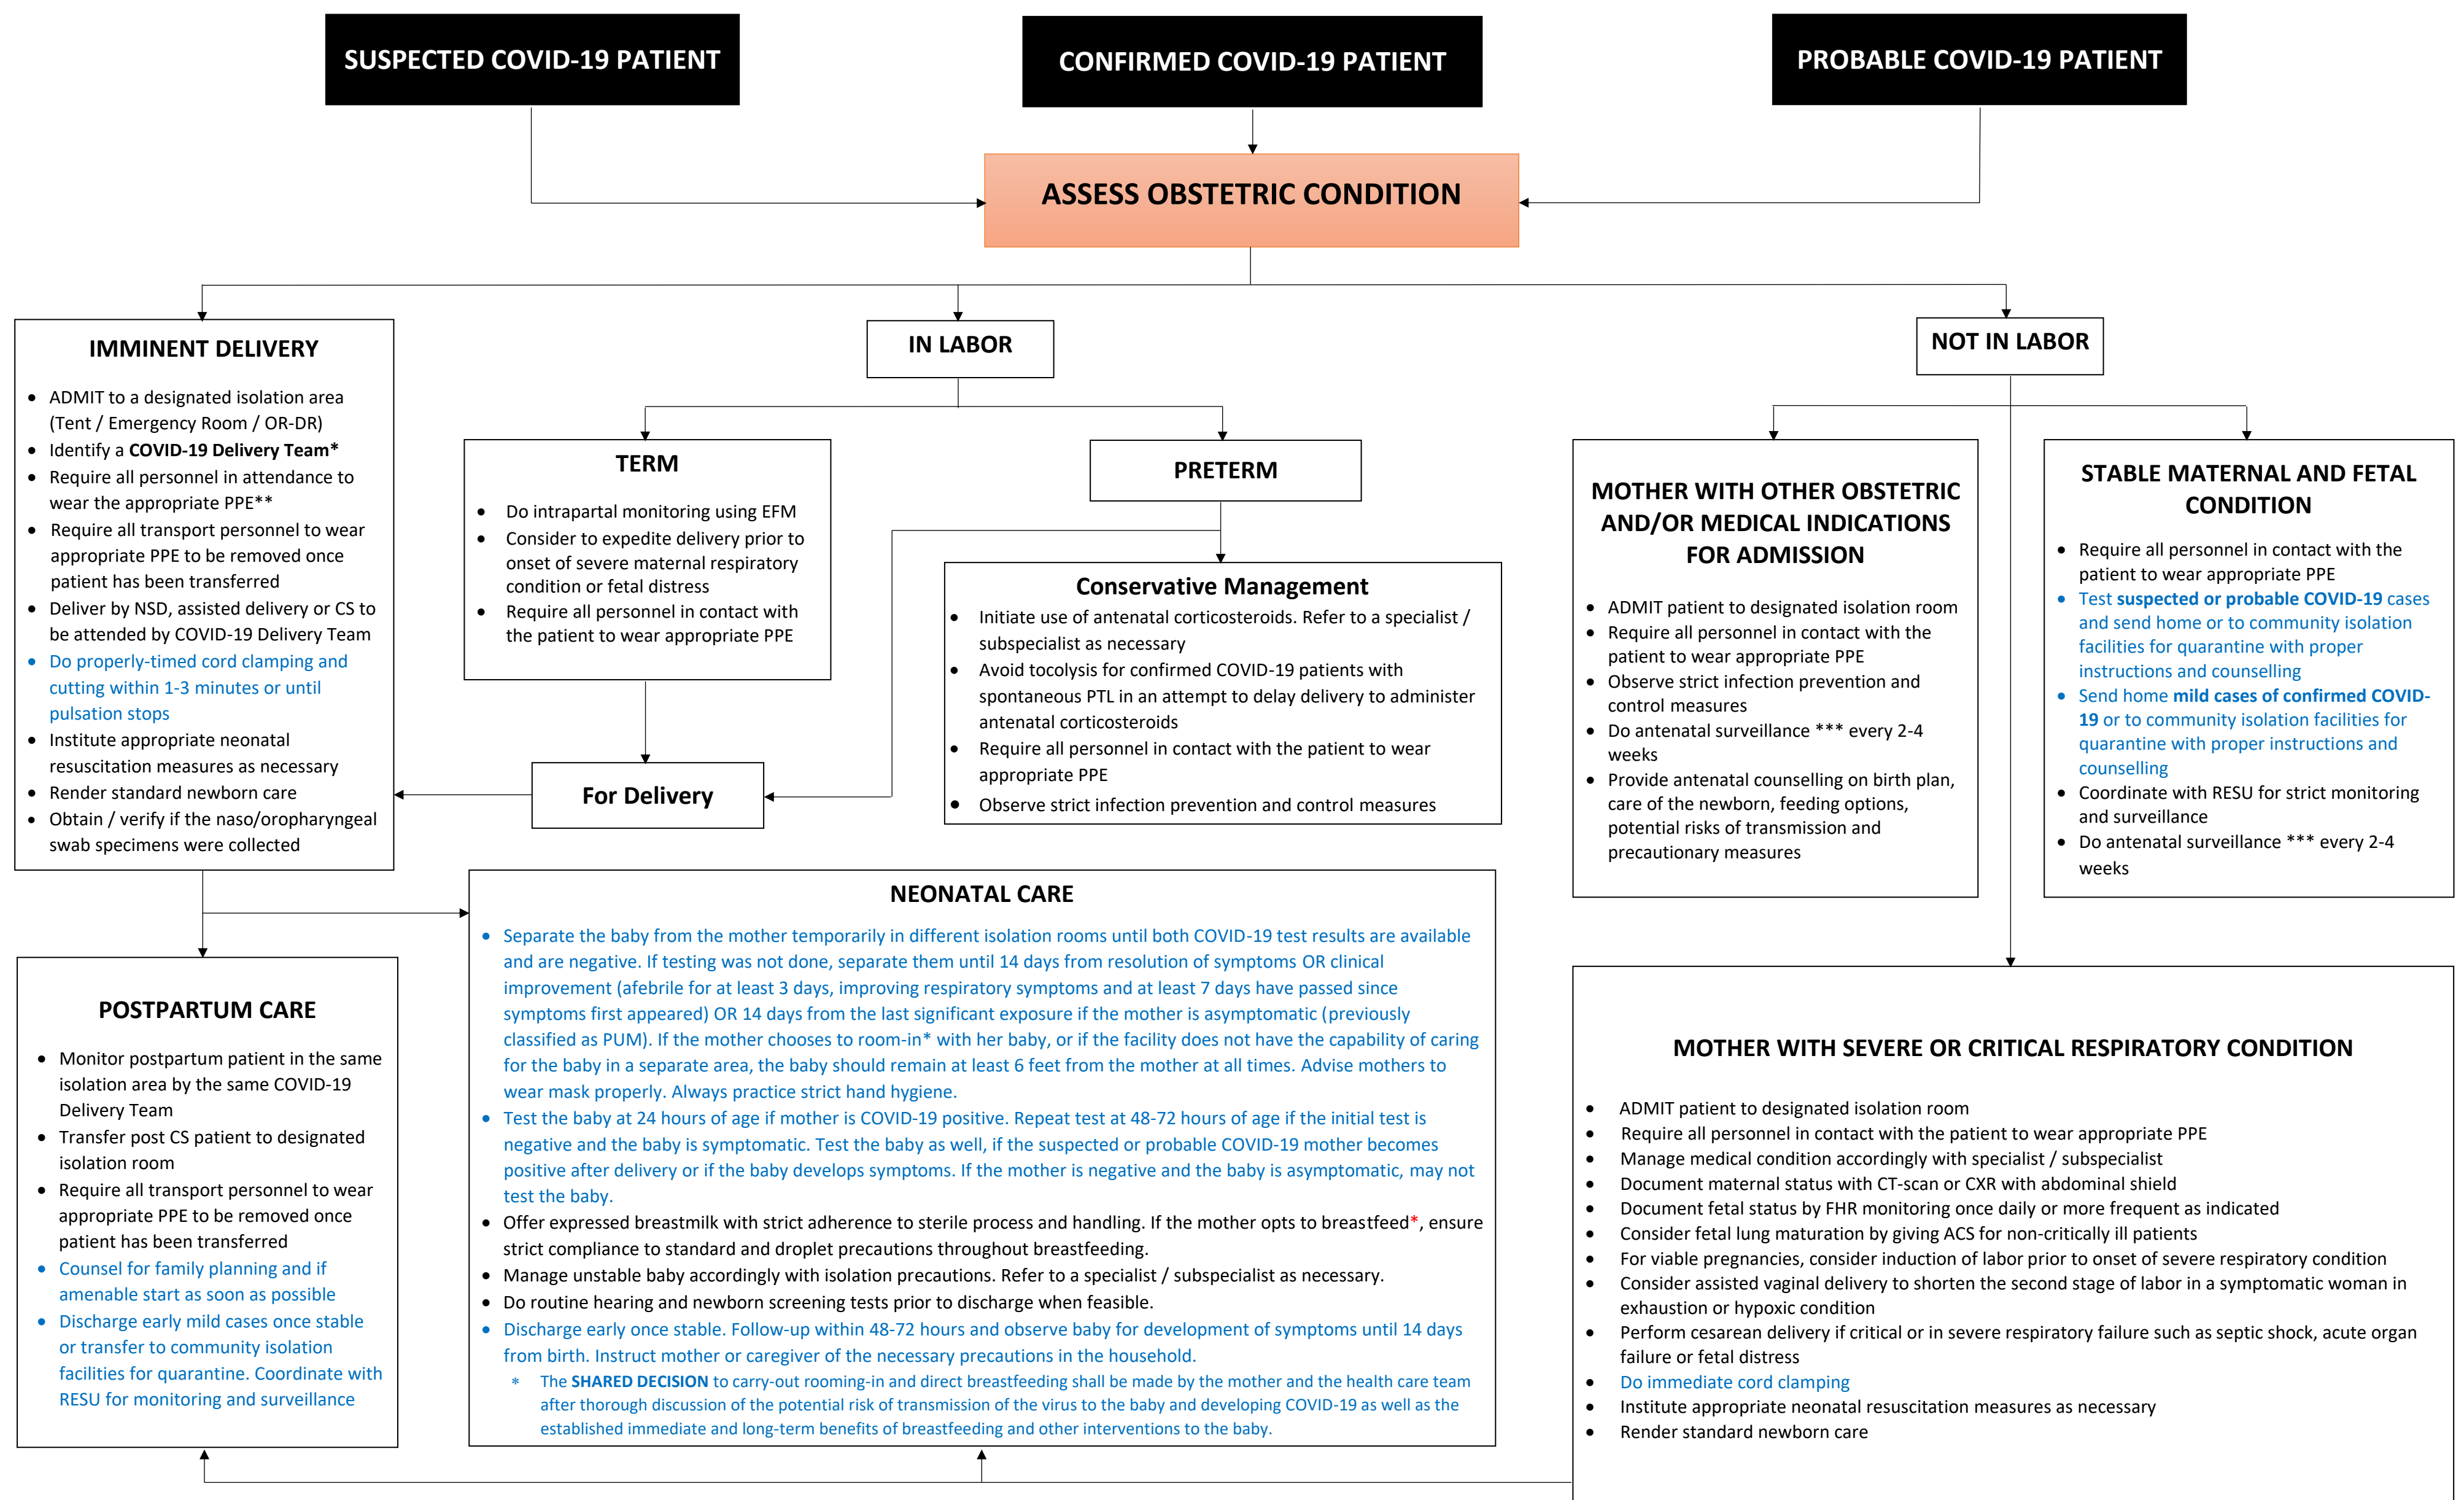 SUSPECTED COVID-19 PATIENT
CONFIRMED COVID-19 PATIENT
PROBABLE COVID-19 PATIENT
ASSESS OBSTETRIC CONDITION
IMMINENT DELIVERY
• ADMIT to a designated isolation area
(Tent / Emergency Room / OR-DR)
• Identify a COVID-19 Delivery Team*
• Require all personnel in attendance to
wear the appropriate PPE**
• Require all transport personnel to wear
appropriate PPE to be removed once
patient has been transferred
• Deliver by NSD, assisted delivery or CS to
be attended by COVID-19 Delivery Team
• Do properly-timed cord clamping and
cutting within 1-3 minutes or until
pulsation stops
• Institute appropriate neonatal
resuscitation measures as necessary
• Render standard newborn care
• Obtain / verify if the naso/oropharyngeal
swab specimens were collected
IN LABOR
TERM
• Do intrapartal monitoring using EFM
• Consider to expedite delivery prior to
onset of severe maternal respiratory
condition or fetal distress
• Require all personnel in contact with
the patient to wear appropriate PPE
PRETERM
Conservative Management
• Initiate use of antenatal corticosteroids. Refer to a specialist /
subspecialist as necessary
• Avoid tocolysis for confirmed COVID-19 patients with
spontaneous PTL in an attempt to delay delivery to administer
antenatal corticosteroids
• Require all personnel in contact with the patient to wear
appropriate PPE
• Observe strict infection prevention and control measures
For Delivery
NOT IN LABOR
MOTHER WITH OTHER OBSTETRIC
AND/OR MEDICAL INDICATIONS
FOR ADMISSION
• ADMIT patient to designated isolation room
• Require all personnel in contact with the
patient to wear appropriate PPE
• Observe strict infection prevention and
control measures
• Do antenatal surveillance *** every 2-4
weeks
• Provide antenatal counselling on birth plan,
care of the newborn, feeding options,
potential risks of transmission and
precautionary measures
STABLE MATERNAL AND FETAL
CONDITION
• Require all personnel in contact with the
patient to wear appropriate PPE
• Test suspected or probable COVID-19 cases
and send home or to community isolation
facilities for quarantine with proper
instructions and counselling
• Send home mild cases of confirmed COVID-
19 or to community isolation facilities for
quarantine with proper instructions and
counselling
• Coordinate with RESU for strict monitoring
and surveillance
• Do antenatal surveillance *** every 2-4
weeks
POSTPARTUM CARE
• Monitor postpartum patient in the same
isolation area by the same COVID-19
Delivery Team
• Transfer post CS patient to designated
isolation room
• Require all transport personnel to wear
appropriate PPE to be removed once
patient has been transferred
• Counsel for family planning and if
amenable start as soon as possible
• Discharge early mild cases once stable
or transfer to community isolation
facilities for quarantine. Coordinate with
RESU for monitoring and surveillance
NEONATAL CARE
• Separate the baby from the mother temporarily in different isolation rooms until both COVID-19 test results are available
and are negative. If testing was not done, separate them until 14 days from resolution of symptoms OR clinical
improvement (afebrile for at least 3 days, improving respiratory symptoms and at least 7 days have passed since
symptoms first appeared) OR 14 days from the last significant exposure if the mother is asymptomatic (previously
classified as PUM). If the mother chooses to room-in* with her baby, or if the facility does not have the capability of caring
for the baby in a separate area, the baby should remain at least 6 feet from the mother at all times. Advise mothers to
wear mask properly. Always practice strict hand hygiene.
• Test the baby at 24 hours of age if mother is COVID-19 positive. Repeat test at 48-72 hours of age if the initial test is
negative and the baby is symptomatic. Test the baby as well, if the suspected or probable COVID-19 mother becomes
positive after delivery or if the baby develops symptoms. If the mother is negative and the baby is asymptomatic, may not
test the baby.
• Offer expressed breastmilk with strict adherence to sterile process and handling. If the mother opts to breastfeed*, ensure
strict compliance to standard and droplet precautions throughout breastfeeding.
• Manage unstable baby accordingly with isolation precautions. Refer to a specialist / subspecialist as necessary.
• Do routine hearing and newborn screening tests prior to discharge when feasible.
• Discharge early once stable. Follow-up within 48-72 hours and observe baby for development of symptoms until 14 days
from birth. Instruct mother or caregiver of the necessary precautions in the household.
* The SHARED DECISION to carry-out rooming-in and direct breastfeeding shall be made by the mother and the health care team
after thorough discussion of the potential risk of transmission of the virus to the baby and developing COVID-19 as well as the
established immediate and long-term benefits of breastfeeding and other interventions to the baby.
MOTHER WITH SEVERE OR CRITICAL RESPIRATORY CONDITION
• ADMIT patient to designated isolation room
• Require all personnel in contact with the patient to wear appropriate PPE
• Manage medical condition accordingly with specialist / subspecialist
• Document maternal status with CT-scan or CXR with abdominal shield
• Document fetal status by FHR monitoring once daily or more frequent as indicated
• Consider fetal lung maturation by giving ACS for non-critically ill patients
• For viable pregnancies, consider induction of labor prior to onset of severe respiratory condition
• Consider assisted vaginal delivery to shorten the second stage of labor in a symptomatic woman in
exhaustion or hypoxic condition
• Perform cesarean delivery if critical or in severe respiratory failure such as septic shock, acute organ
failure or fetal distress
• Do immediate cord clamping
• Institute appropriate neonatal resuscitation measures as necessary
• Render standard newborn care